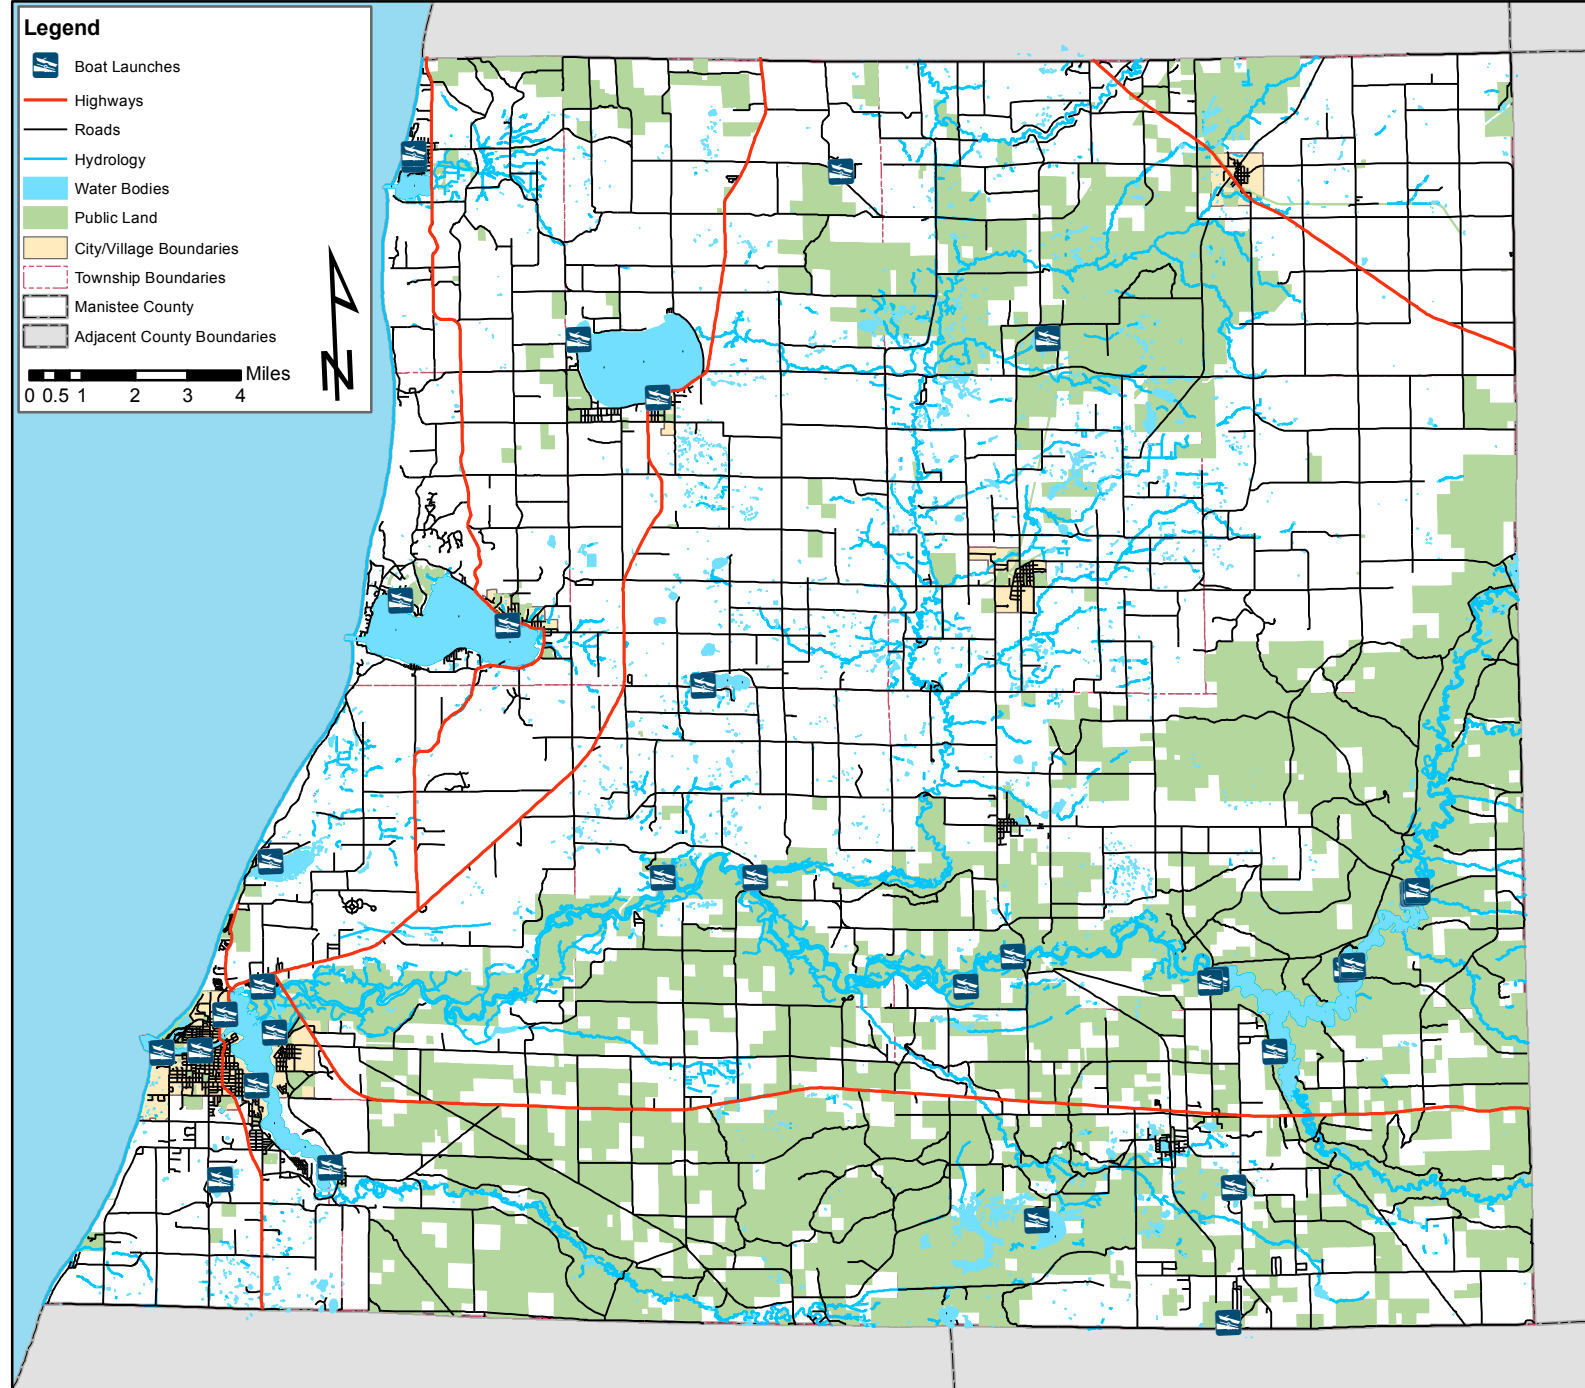 Legend
Boat Launches
Highways
Roads
Hydrology
Water Bodies
Public Land
City/Village Boundaries
Township Boundaries
Manistee County
Adjacent County Boundaries
Miles
0 0.5 1 2 3 4
N